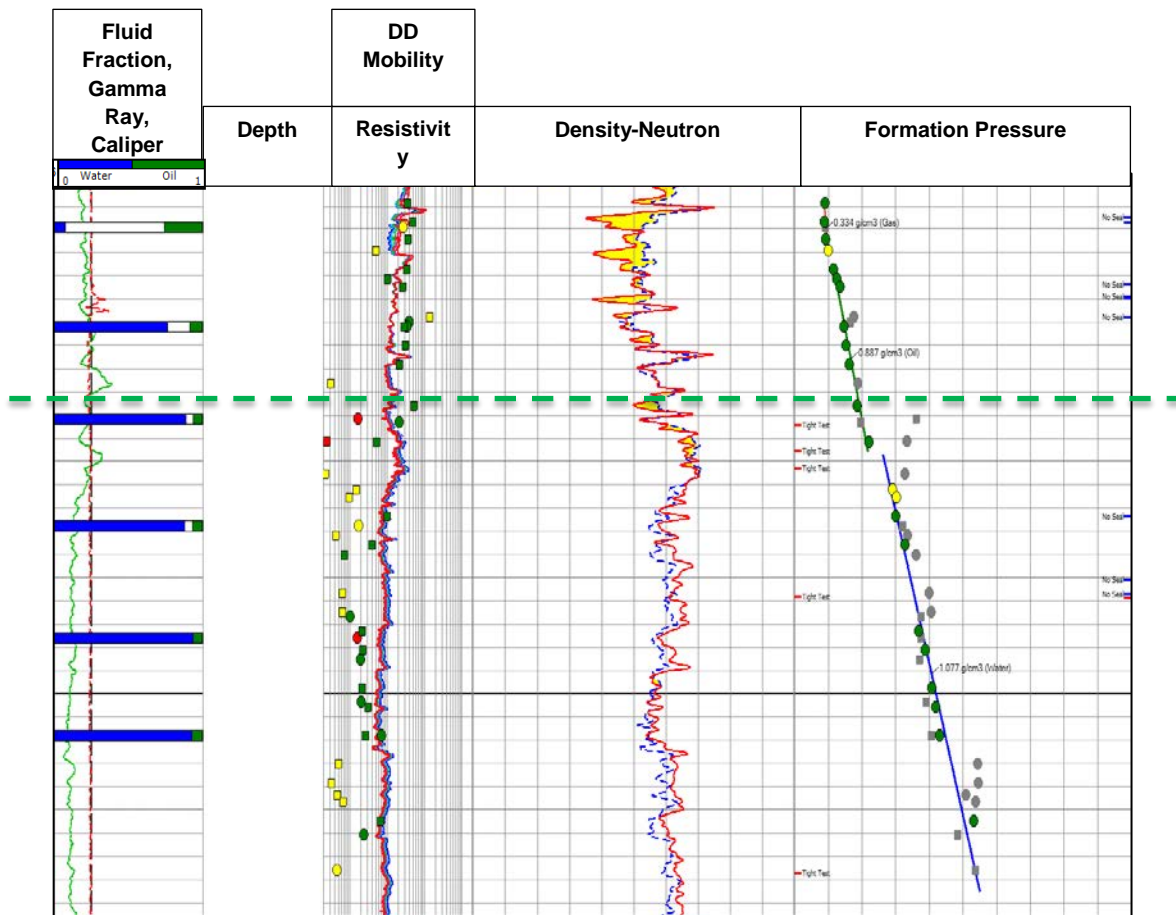 Fluid
Fraction,
Gamma
Ray,
Caliper
DD
Mobility
Depth
Resistivit
y
Density-Neutron
Formation Pressure
Water Oil
0 1
No Seal
0.334 g/cm3 (Gas)
No Seal
No Seal
No Seal
0.887 g/cm3 (Oil)
Tight Test
Tight Test
Tight Test
No Seal
No Seal
No Seal
Tight Test
1.077 g/cm3 (Water)
Tight Test